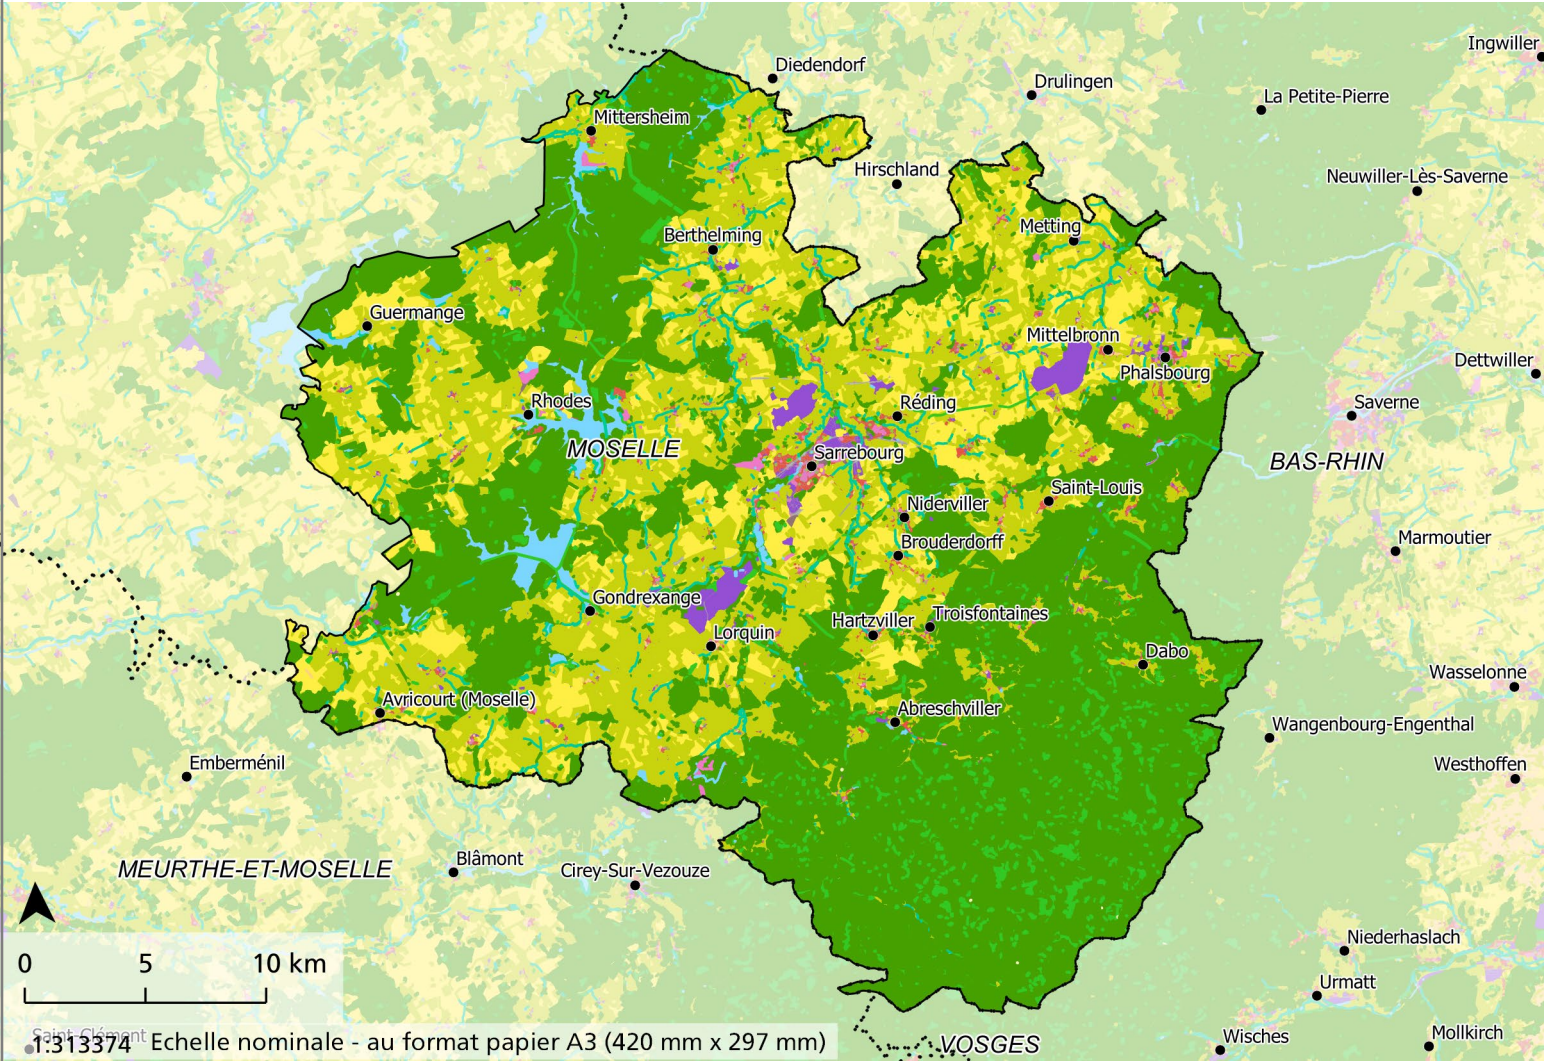 Ingwiller
Diedendorf
Drulingen
La Petite-Pierre
Mittersheim
Hirschland
Neuwiller-Lès-Saverne
Metting
Berthelming
Guermange
Mittelbronn
Dettwiller
Phalsbourg
Rhodes
Réding
Saverne
MOSELLE
Sarrebourg
BAS-RHIN
Saint-Louis
Niderviller
Brouderdorff
Marmoutier
Gondrexange
Hartzviller
Troisfontaines
Lorquin
Dabo
Wasselonne
Avricourt (Moselle)
Abreschviller
Wangenbourg-Engenthal
Emberménil
Westhoffen
MEURTHE-ET-MOSELLE
Blâmont
Cirey-Sur-Vezouze
Niederhaslach
0 5 10 km
Urmatt
Saint-Clément
1:313374 Echelle nominale - au format papier A3 (420 mm x 297 mm)
VOSGES
Wisches
Mollkirch